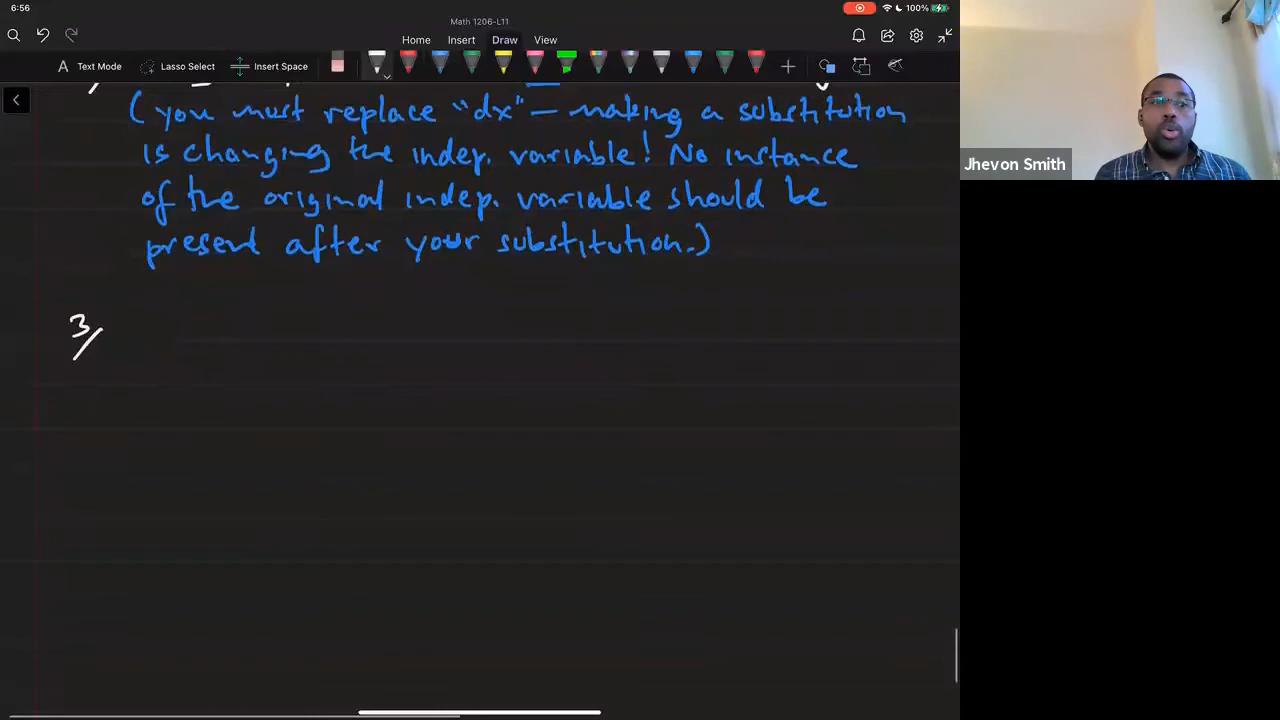 6:56
100%
Math 1206-L11
Home Insert Draw View
Text Mode Lasso Select Insert Space
(you must replace "dx" — making a substitution
is changing the indep. variable! No instance
of the original indep. variable should be
present after your substitution.)
3/
Jhevon Smith